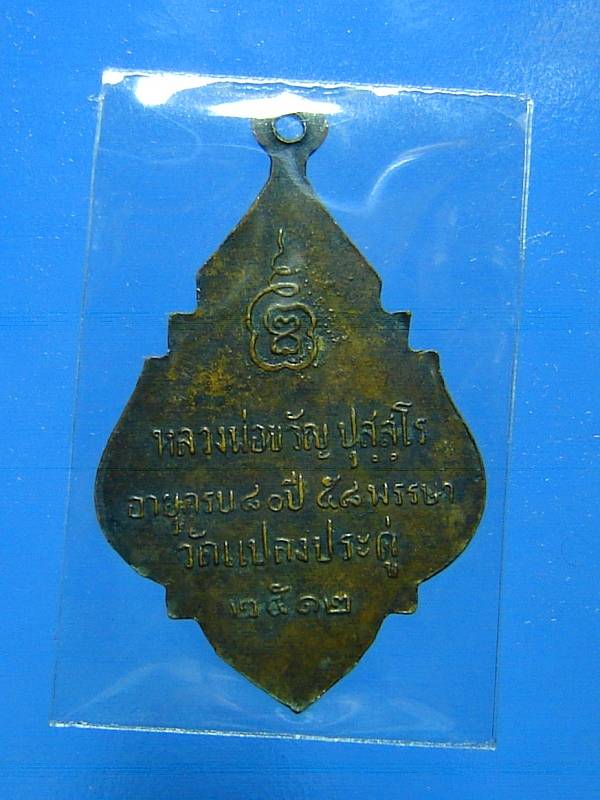 หลวงพ่อขวัญ ปุสฺสฺโร
อายุครบ ๘๐ปี ๕๘ พรรษา
วัดแปลงประดู่
๒๕๑๒